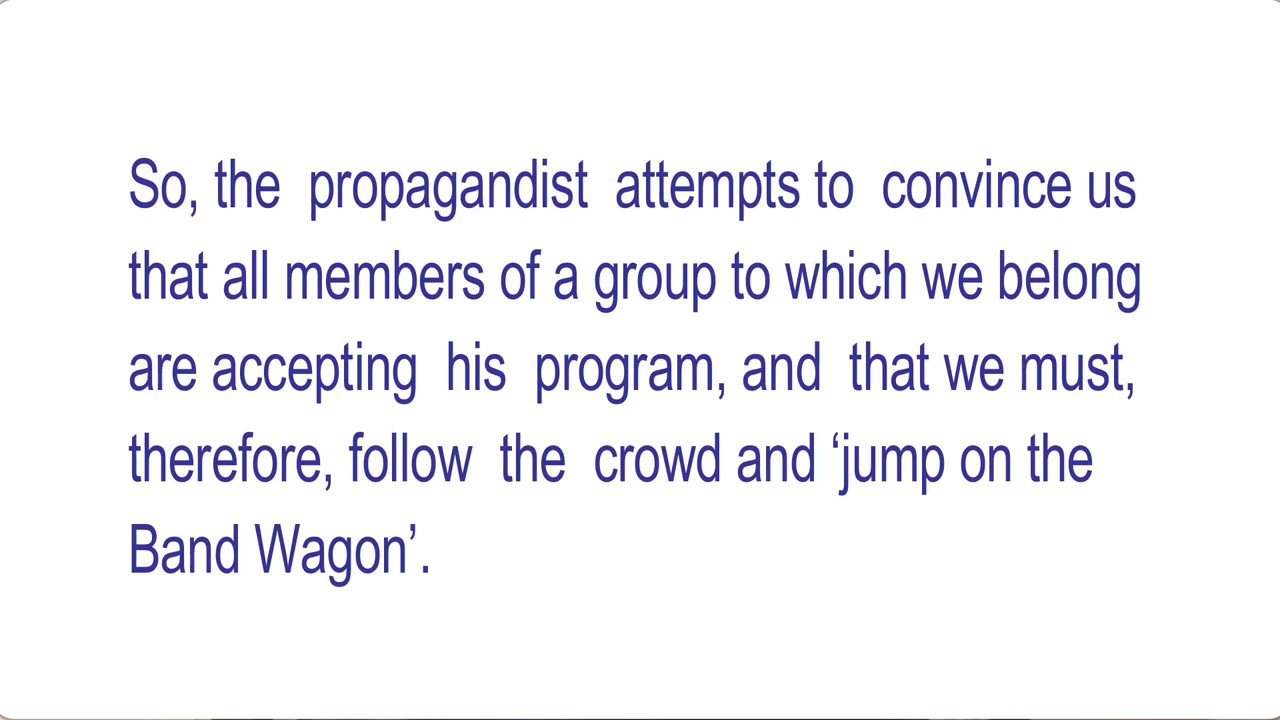 So, the propagandist attempts to convince us
that all members of a group to which we belong
are accepting his program, and that we must,
therefore, follow the crowd and ‘jump on the
Band Wagon’.